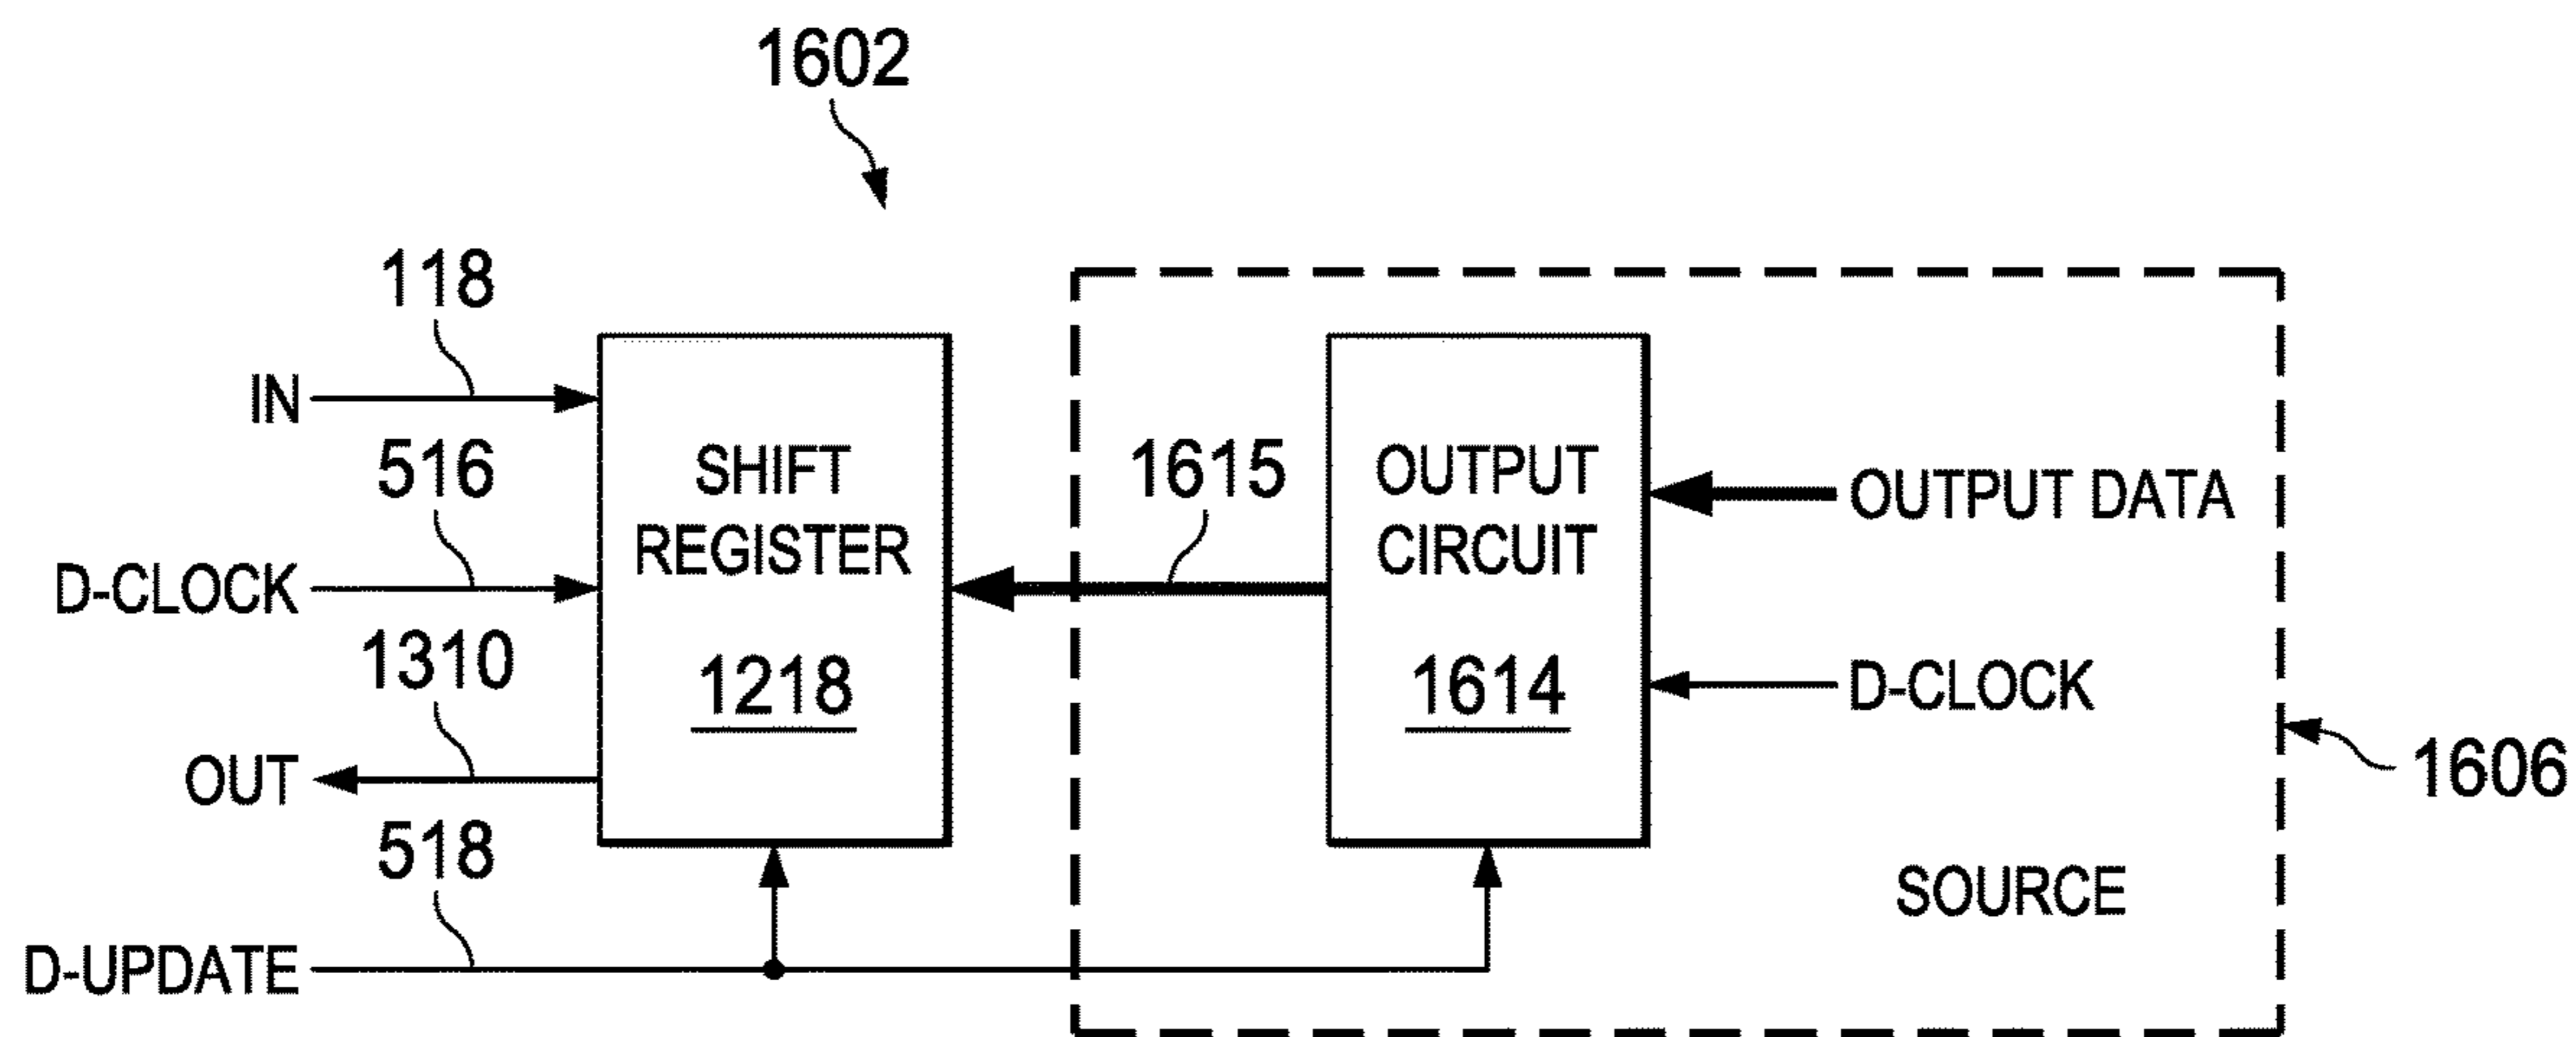 1602
118
IN
516
D-CLOCK
1310
OUT
518
D-UPDATE
SHIFT
REGISTER
1218
1615
OUTPUT
CIRCUIT
1614
OUTPUT DATA
D-CLOCK
SOURCE
1606